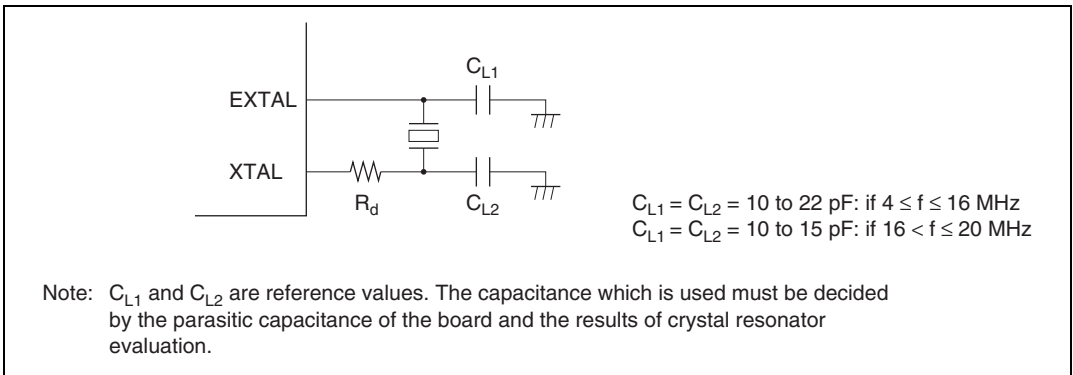 C_L1
EXTAL
XTAL
R_d
C_L2
C_L1 = C_L2 = 10 to 22 pF: if 4 ≤ f ≤ 16 MHz
C_L1 = C_L2 = 10 to 15 pF: if 16 < f ≤ 20 MHz
Note: C_L1 and C_L2 are reference values. The capacitance which is used must be decided
by the parasitic capacitance of the board and the results of crystal resonator
evaluation.